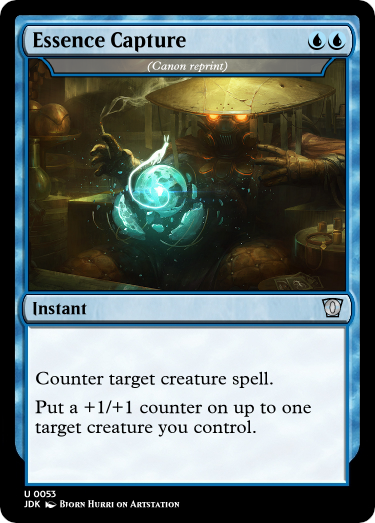 Essence Capture
(Canon reprint)
Instant
Counter target creature spell.
Put a +1/+1 counter on up to one
target creature you control.
U 0053
JDK Bjorn Hurri on Artstation